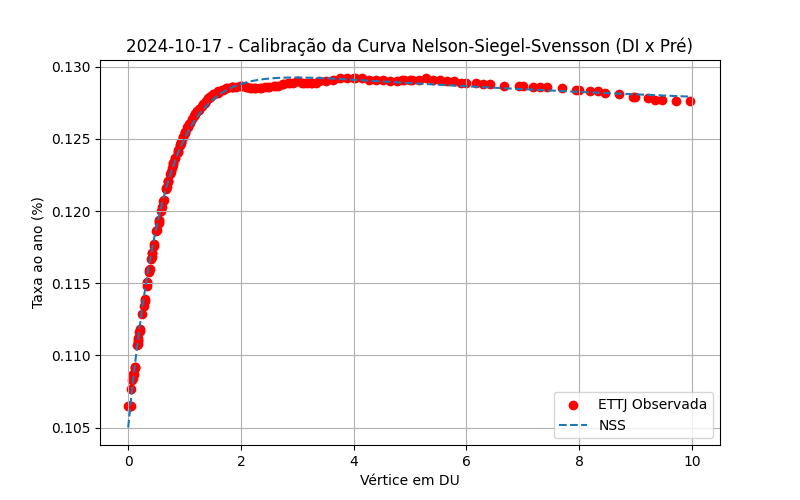 2024-10-17 - Calibração da Curva Nelson-Siegel-Svensson (DI x Pré)
Taxa ao ano (%)
0.130
0.125
0.120
0.115
0.110
0.105
ETTJ Observada
NSS
0 2 4 6 8 10
Vértice em DU